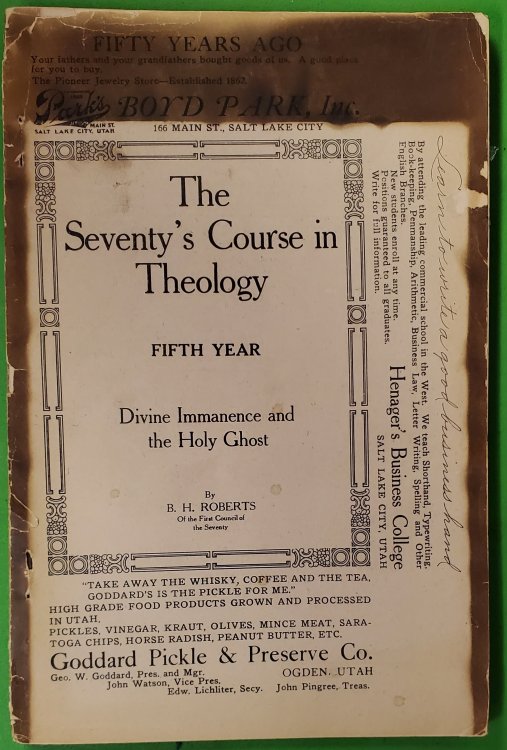 FIFTY YEARS AGO
Your fathers and your grandfathers bought goods of us. A good place
for you to buy.
The Pioneer Jewelry Store—Established 1862.
Park's BOYD PARK, Inc.
MAIN ST.
SALT LAKE CITY, UTAH
166 MAIN ST., SALT LAKE CITY
The
Seventy's Course in
Theology
FIFTH YEAR
Divine Immanence and
the Holy Ghost
By
B. H. ROBERTS
Of the First Council of
the Seventy
Learn to write a good business hand
By attending the leading commercial school in the West. We teach Shorthand, Typewriting,
Book-keeping, Penmanship, Arithmetic, Business Law, Letter Writing, Spelling and Other
English Branches.
New students enroll at any time.
Positions guaranteed to all graduates.
Write for full information.
Henager's Business College
SALT LAKE CITY, UTAH
"TAKE AWAY THE WHISKY, COFFEE AND THE TEA,
GODDARD'S IS THE PICKLE FOR ME."
HIGH GRADE FOOD PRODUCTS GROWN AND PROCESSED
IN UTAH.
PICKLES, VINEGAR, KRAUT, OLIVES, MINCE MEAT, SARA-
TOGA CHIPS, HORSE RADISH, PEANUT BUTTER, ETC.
Goddard Pickle & Preserve Co.
Geo. W. Goddard, Pres. and Mgr. OGDEN, UTAH
John Watson, Vice Pres.
Edw. Lichliter, Secy. John Pingree, Treas.